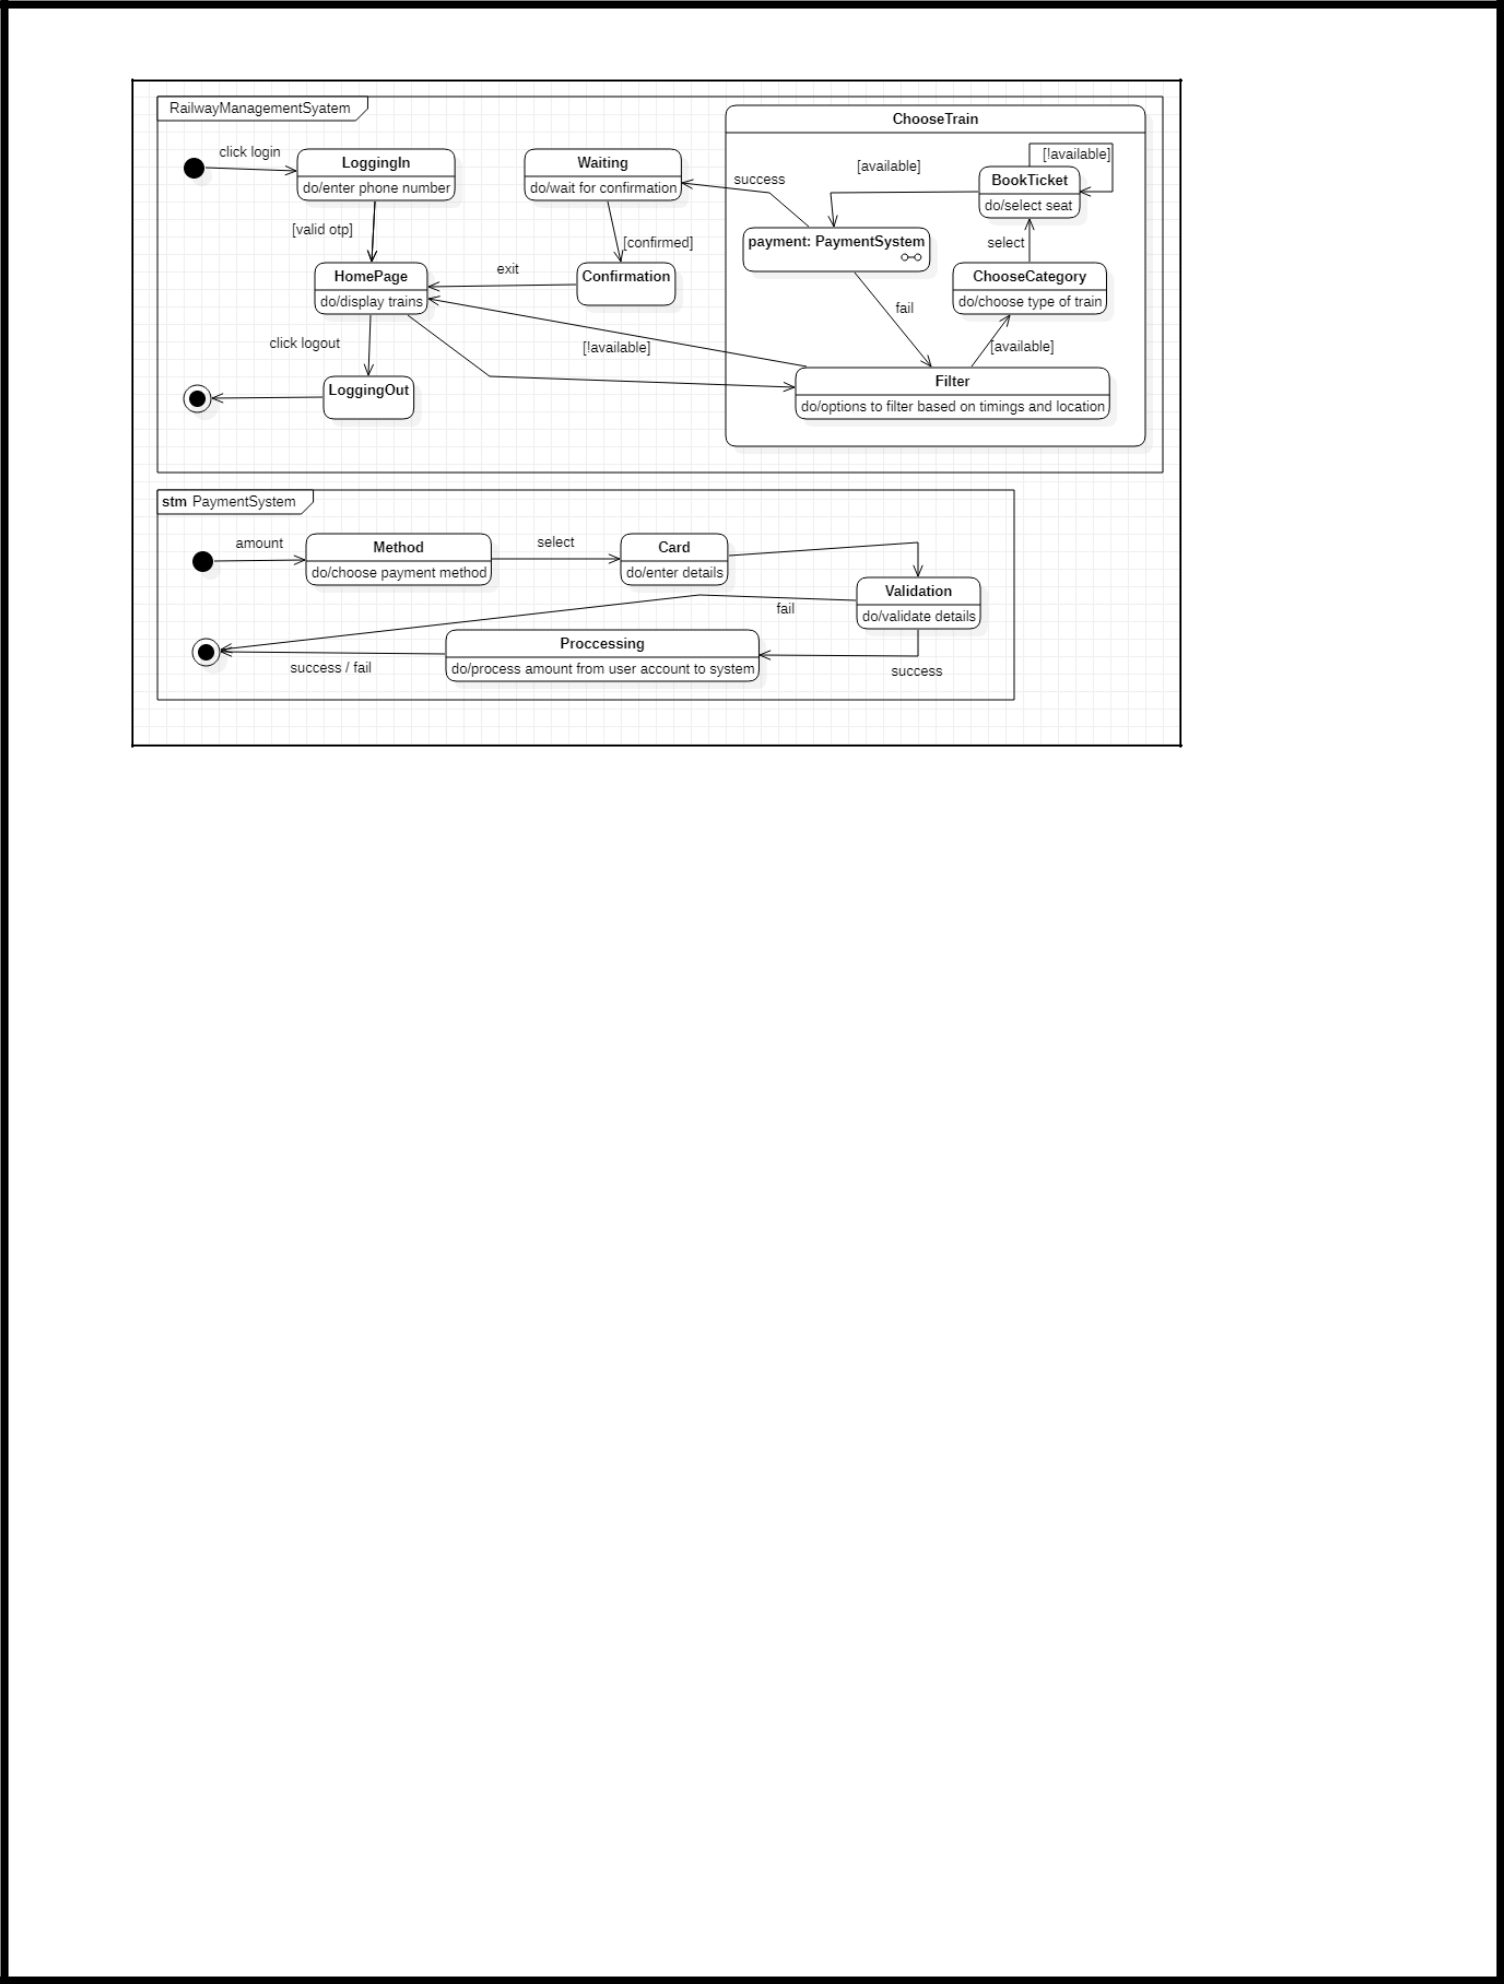 RailwayManagementSyatem
ChooseTrain
click login
LoggingIn
do/enter phone number
Waiting
do/wait for confirmation
success
[available]
[!available]
BookTicket
do/select seat
[valid otp]
[confirmed]
payment: PaymentSystem
select
HomePage
do/display trains
exit
Confirmation
ChooseCategory
do/choose type of train
fail
click logout
[!available]
[available]
LoggingOut
Filter
do/options to filter based on timings and location
stm PaymentSystem
amount
Method
do/choose payment method
select
Card
do/enter details
Validation
do/validate details
fail
Proccessing
do/process amount from user account to system
success / fail
success